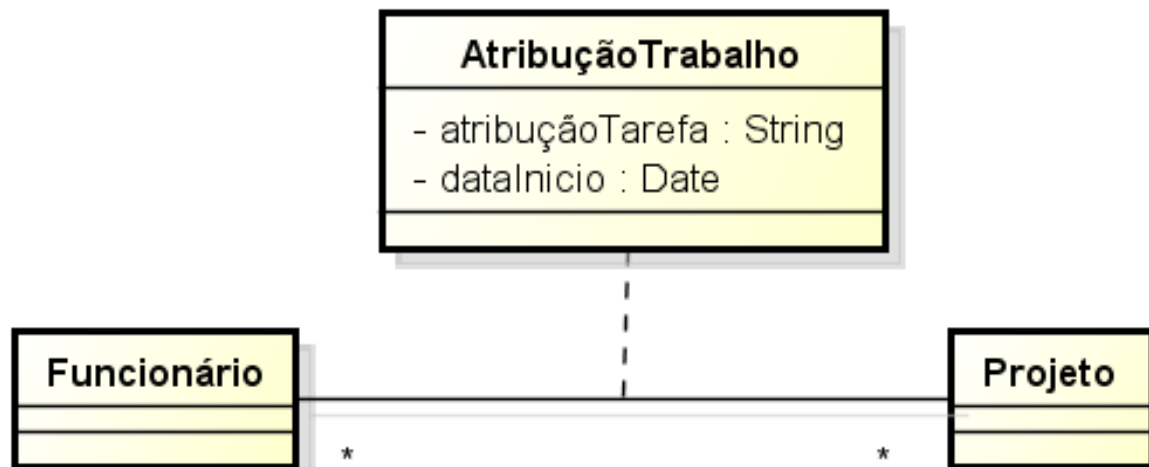 AtribuçãoTrabalho
- atribuçãoTarefa : String
- dataInicio : Date
Funcionário
Projeto
* *